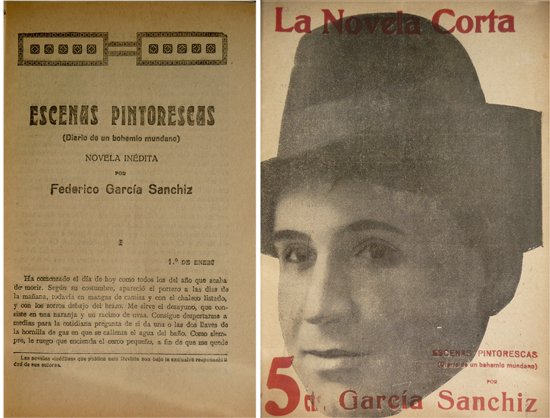 ESCENAS PINTORESCAS
(Diario de un bohemio mundano)
NOVELA INÉDITA
POR
Federico García Sanchiz
I
1.º DE ENERO
Ha comenzado el día de hoy como todos los del año que acaba
de morir. Según su costumbre, apareció el portero a las diez de
la mañana, todavía en mangas de camisa y con el chaleco listado,
y con los zorros debajo del brazo. Me sirve el desayuno, que con-
siste en una naranja y un racimo de uvas. Consigue despertarme a
medias para la cotidiana pregunta de si da una o las dos llaves de
la hornilla de gas en que se calienta el agua del baño. Como siem-
pre, le ruego que encienda el cerco pequeño, a fin de que me quede
Las novelas inéditas que publica esta Revista son bajo la exclusiva responsabili
dad de sus autores.
La Novela Corta
ESCENAS PINTORESCAS
(Diario de un bohemio mundano)
POR
5 García Sanchiz